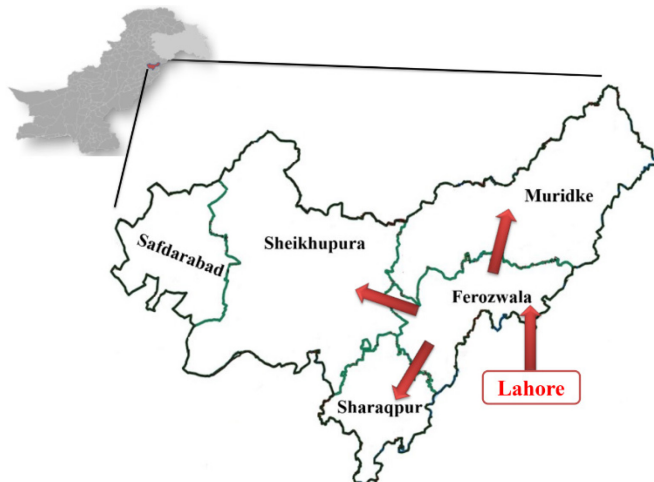 Muridke
Safdarabad
Sheikhupura
Ferozwala
Lahore
Sharaqpur